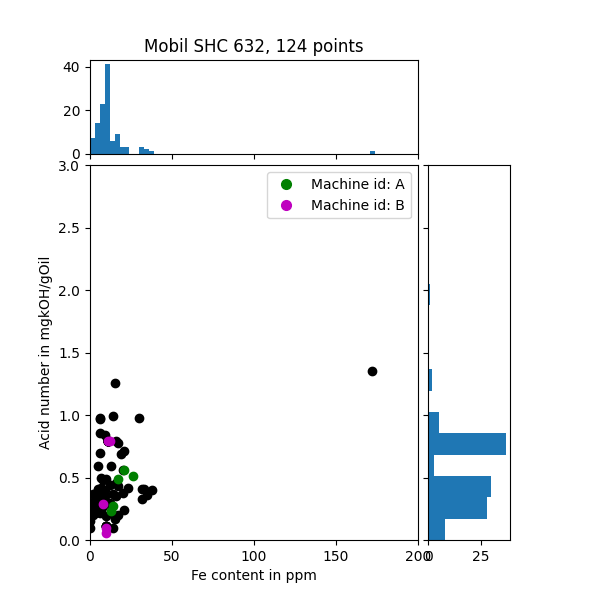 Mobil SHC 632, 124 points
40
20
0
3.0
2.5
2.0
1.5
1.0
0.5
0.0
Acid number in mgkOH/gOil
Machine id: A
Machine id: B
0 50 100 150 200
0 25
Fe content in ppm